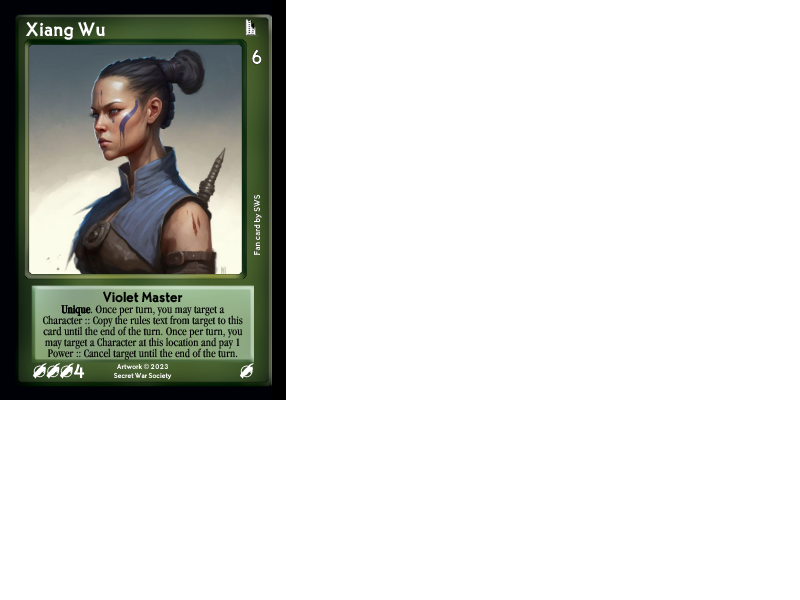 Xiang Wu
6
Fan card by SWS
Violet Master
Unique. Once per turn, you may target a
Character :: Copy the rules text from target to this
card until the end of the turn. Once per turn, you
may target a Character at this location and pay 1
Power :: Cancel target until the end of the turn.
4
Artwork © 2023
Secret War Society